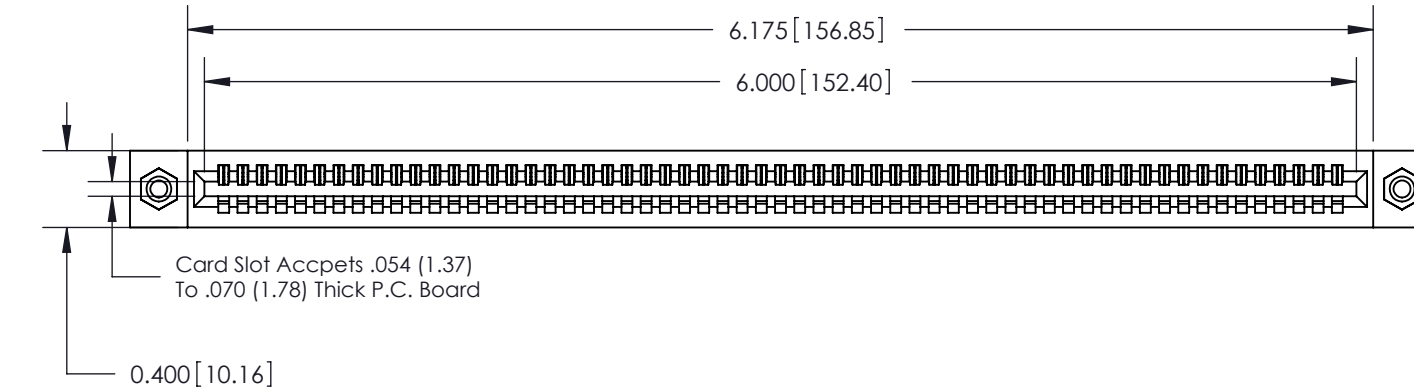 6.175[156.85]
6.000[152.40]
Card Slot Accpets .054 (1.37)
To .070 (1.78) Thick P.C. Board
0.400[10.16]